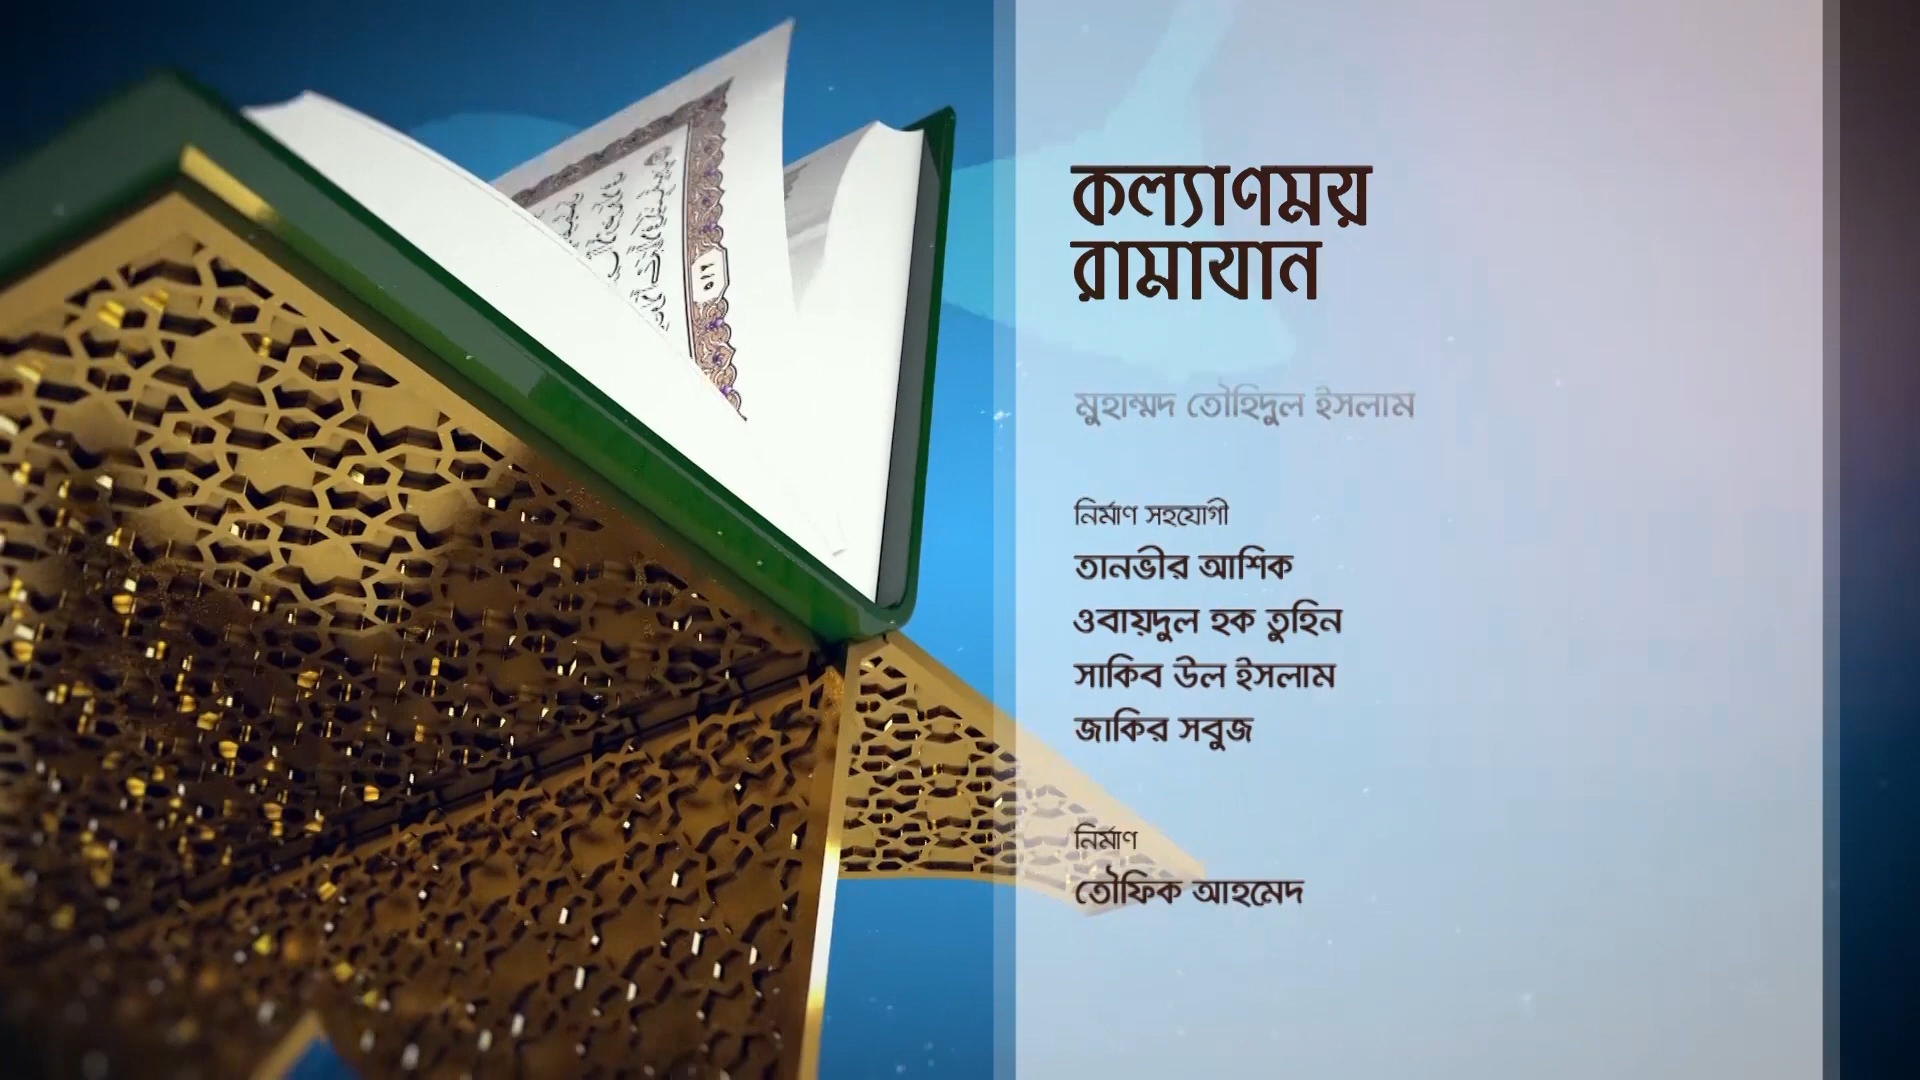 কল্যাণময়
রামাযান
মুহাম্মদ তৌহিদুল ইসলাম
নির্মাণ সহযোগী
তানভীর আশিক
ওবায়দুল হক তুহিন
সাকিব উল ইসলাম
জাকির সবুজ
নির্মাণ
তৌফিক আহমেদ